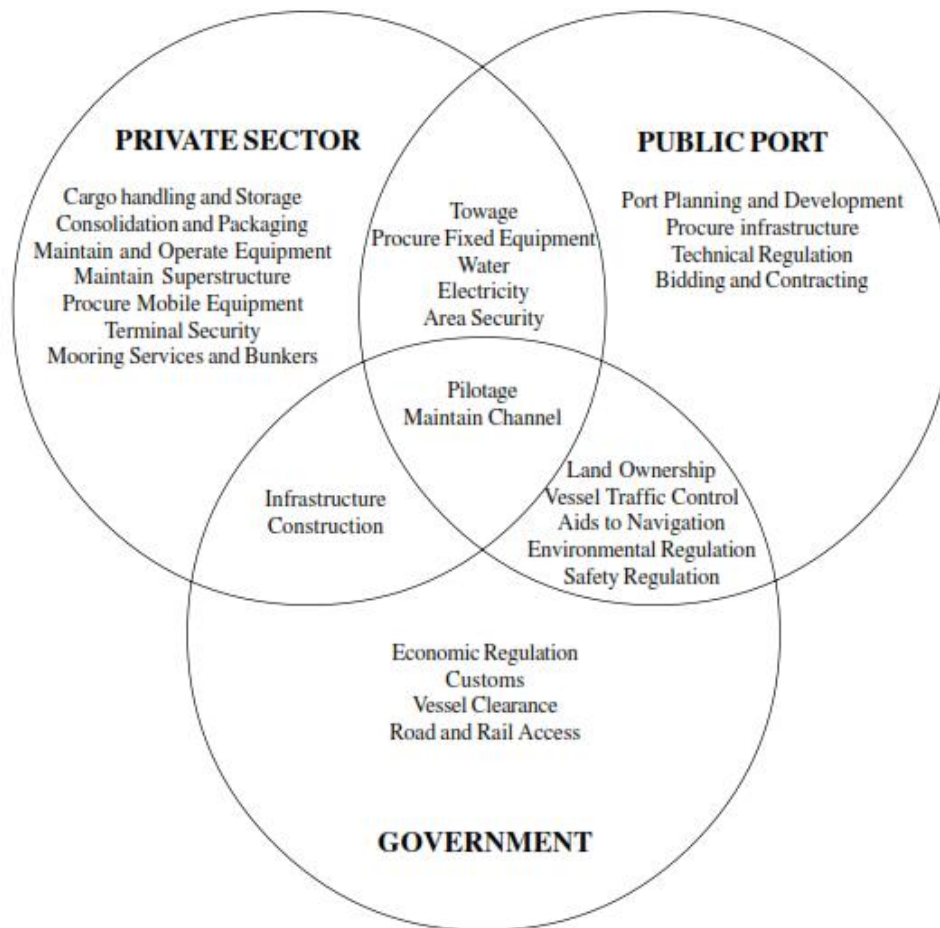 PRIVATE SECTOR
Cargo handling and Storage
Consolidation and Packaging
Maintain and Operate Equipment
Maintain Superstructure
Procure Mobile Equipment
Terminal Security
Mooring Services and Bunkers
Towage
Procure Fixed Equipment
Water
Electricity
Area Security
PUBLIC PORT
Port Planning and Development
Procure infrastructure
Technical Regulation
Bidding and Contracting
Pilotage
Maintain Channel
Infrastructure
Construction
Land Ownership
Vessel Traffic Control
Aids to Navigation
Environmental Regulation
Safety Regulation
Economic Regulation
Customs
Vessel Clearance
Road and Rail Access
GOVERNMENT